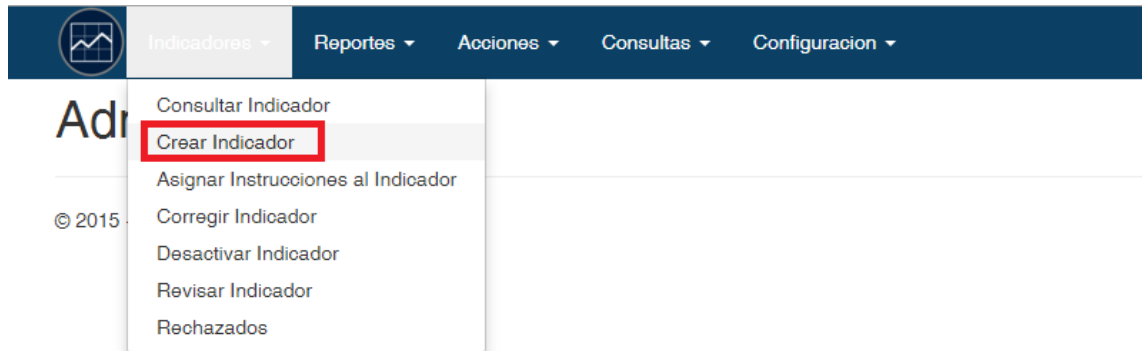 Indicadores Reportes Acciones Consultas Configuracion
Consultar Indicador
Adr
Crear Indicador
Asignar Instrucciones al Indicador
© 2015 -
Corregir Indicador
Desactivar Indicador
Revisar Indicador
Rechazados